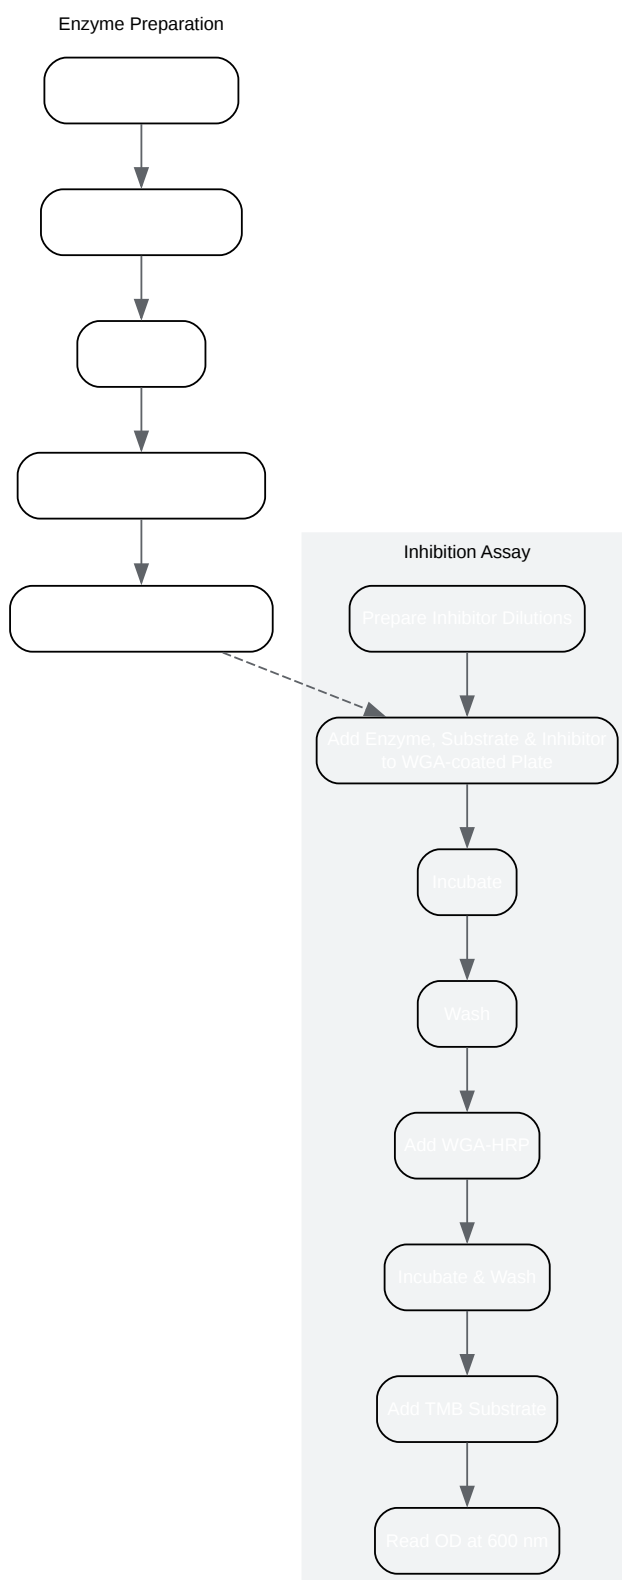 Enzyme Preparation
Inhibition Assay
Prepare Inhibitor Dilutions
Add Enzyme, Substrate & Inhibitor
to WGA-coated Plate
Incubate
Wash
Add WGA-HRP
Incubate & Wash
Add TMB Substrate
Read OD at 600 nm